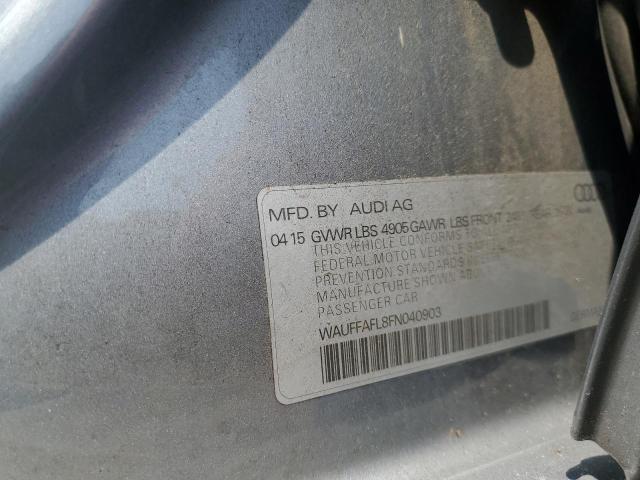 MFD. BY AUDI AG
04 15 GVWR LBS 4905 GAWR LBS FRONT
THIS VEHICLE CONFORMS
FEDERAL MOTOR VEHICLE
PREVENTION STANDARDS
MANUFACTURE SHOWN
PASSENGER CAR
WAUFFAFL8FN040903